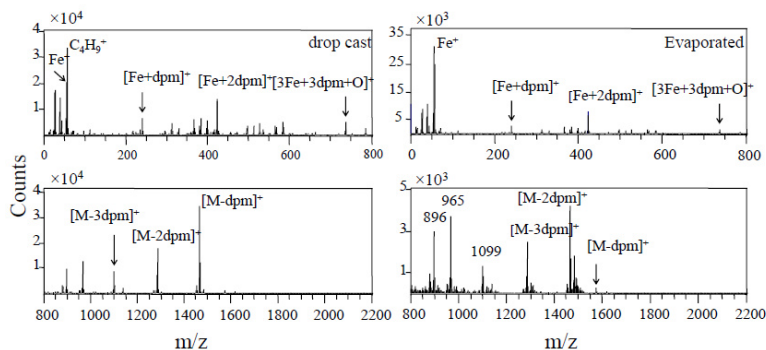 ×10⁴
4
3
2
1
Fe⁺
C₄H₉⁺
drop cast
[Fe+dpm]⁺
[Fe+2dpm]⁺
[3Fe+3dpm+O]⁺
0 200 400 600 800
×10³
35
25
15
5
Fe⁺
Evaporated
[Fe+dpm]⁺
[Fe+2dpm]⁺
[3Fe+3dpm+O]⁺
0 200 400 600 800
Counts
×10⁴
4
3
2
1
[M-3dpm]⁺
[M-2dpm]⁺
[M-dpm]⁺
800 1000 1200 1400 1600 1800 2200
m/z
×10³
5
3
1
896
965
1099
[M-3dpm]⁺
[M-2dpm]⁺
[M-dpm]⁺
800 1000 1200 1400 1600 1800 2200
m/z